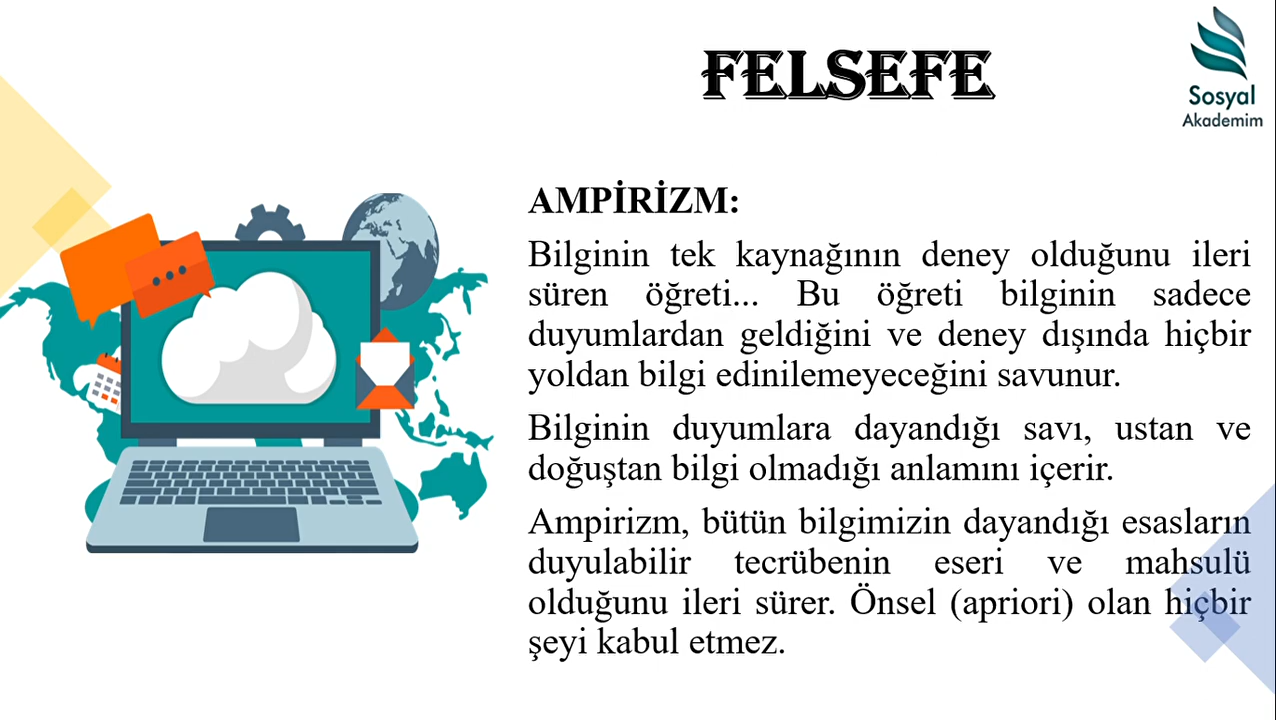 FELSEFE
Sosyal
Akademim
AMPİRİZM:
Bilginin tek kaynağının deney olduğunu ileri
süren öğreti... Bu öğreti bilginin sadece
duyumlardan geldiğini ve deney dışında hiçbir
yoldan bilgi edinilemeyeceğini savunur.
Bilginin duyumlara dayandığı savı, ustan ve
doğuştan bilgi olmadığı anlamını içerir.
Ampirizm, bütün bilgimizin dayandığı esasların
duyulabilir tecrübenin eseri ve mahsulü
olduğunu ileri sürer. Önsel (apriori) olan hiçbir
şeyi kabul etmez.